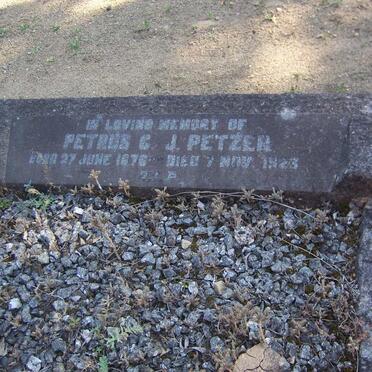 IN LOVING MEMORY OF
PETRUS C. J. PETZER
BORN 27 JUNE 1876 DIED 7 NOV. 1923
R.I.P.